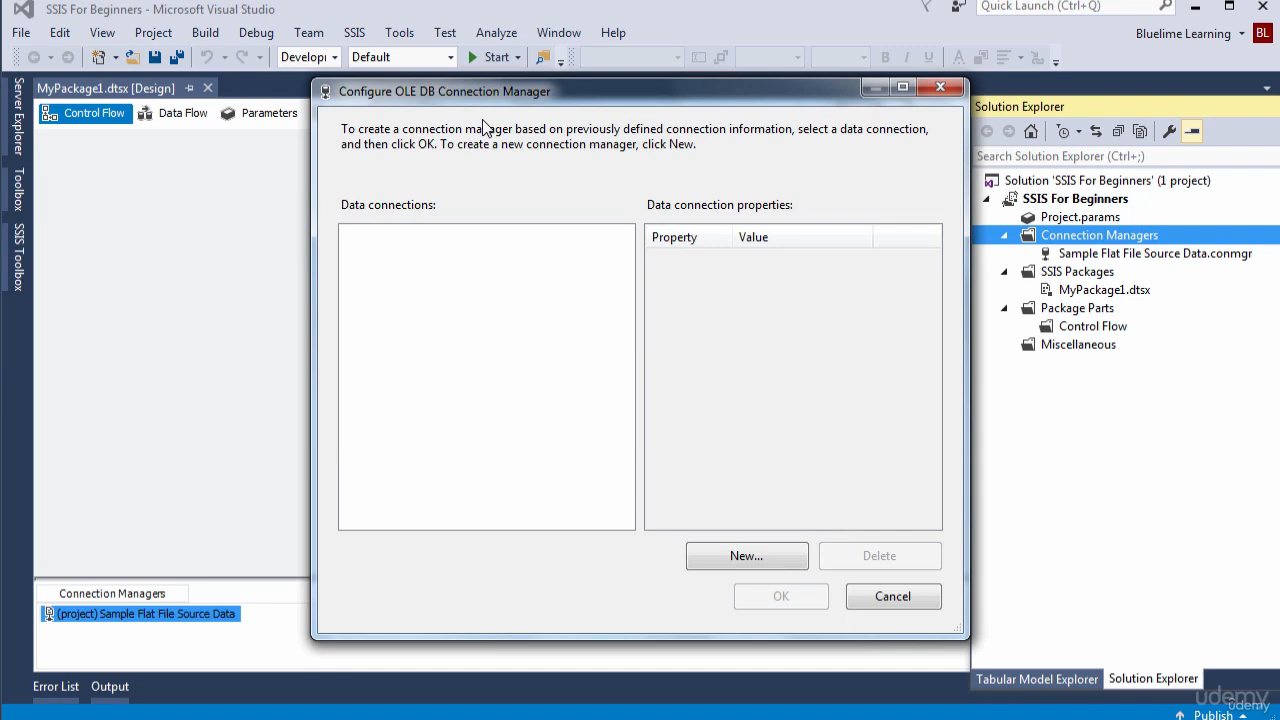 SSIS For Beginners - Microsoft Visual Studio
Quick Launch (Ctrl+Q)
File Edit View Project Build Debug Team SSIS Tools Test Analyze Window Help
Bluelime Learning BL
Develop Default Start
Server Explorer
Toolbox
SSIS Toolbox
MyPackage1.dtsx [Design]
Control Flow Data Flow Parameters
Configure OLE DB Connection Manager
To create a connection manager based on previously defined connection information, select a data connection,
and then click OK. To create a new connection manager, click New.
Data connections:
Data connection properties:
Property Value
New... Delete
OK Cancel
Connection Managers
(project) Sample Flat File Source Data
Error List Output
Solution Explorer
Search Solution Explorer (Ctrl+;)
Solution 'SSIS For Beginners' (1 project)
SSIS For Beginners
Project.params
Connection Managers
Sample Flat File Source Data.conmgr
SSIS Packages
MyPackage1.dtsx
Package Parts
Control Flow
Miscellaneous
Tabular Model Explorer Solution Explorer
udemy
udemy
Publish